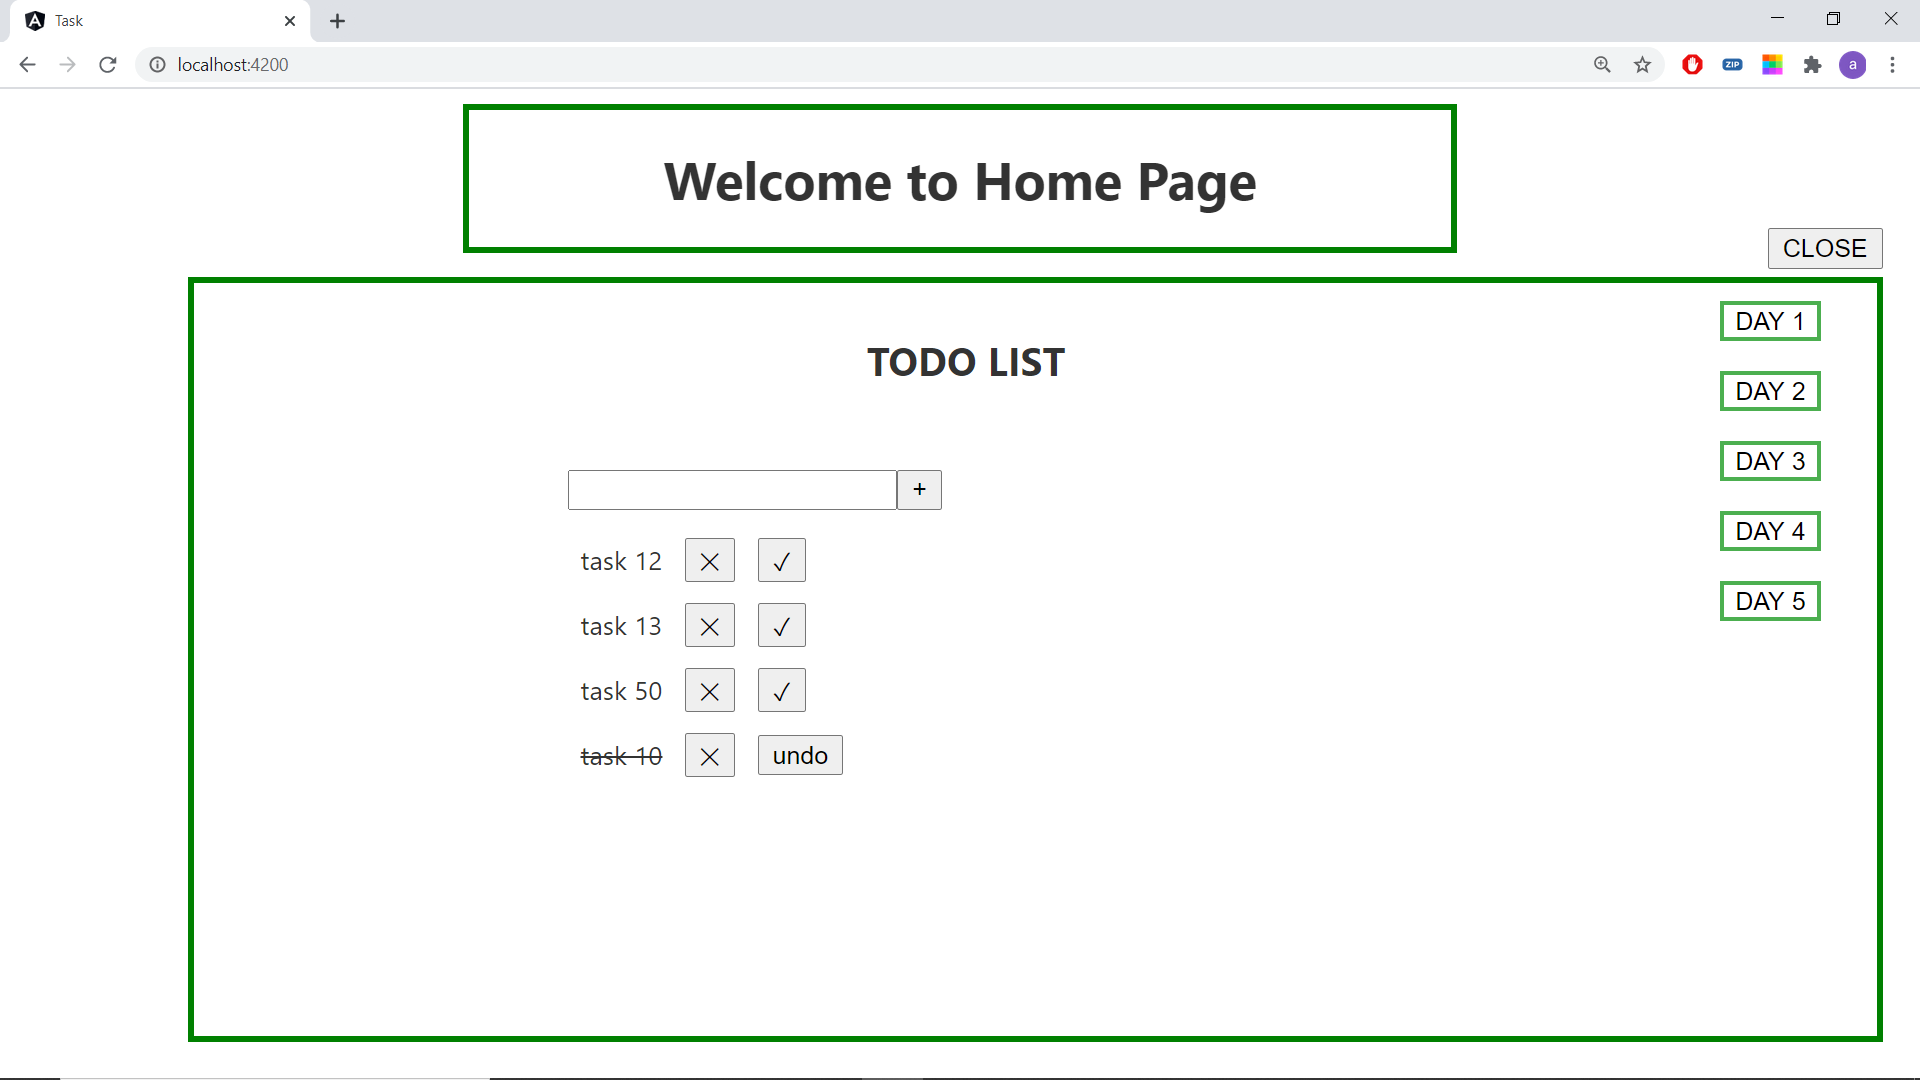 Task
localhost:4200
ZIP
a
Welcome to Home Page
CLOSE
DAY 1
TODO LIST
DAY 2
DAY 3
+
DAY 4
task 12 ✓
DAY 5
task 13 ✓
task 50 ✓
task 10 undo